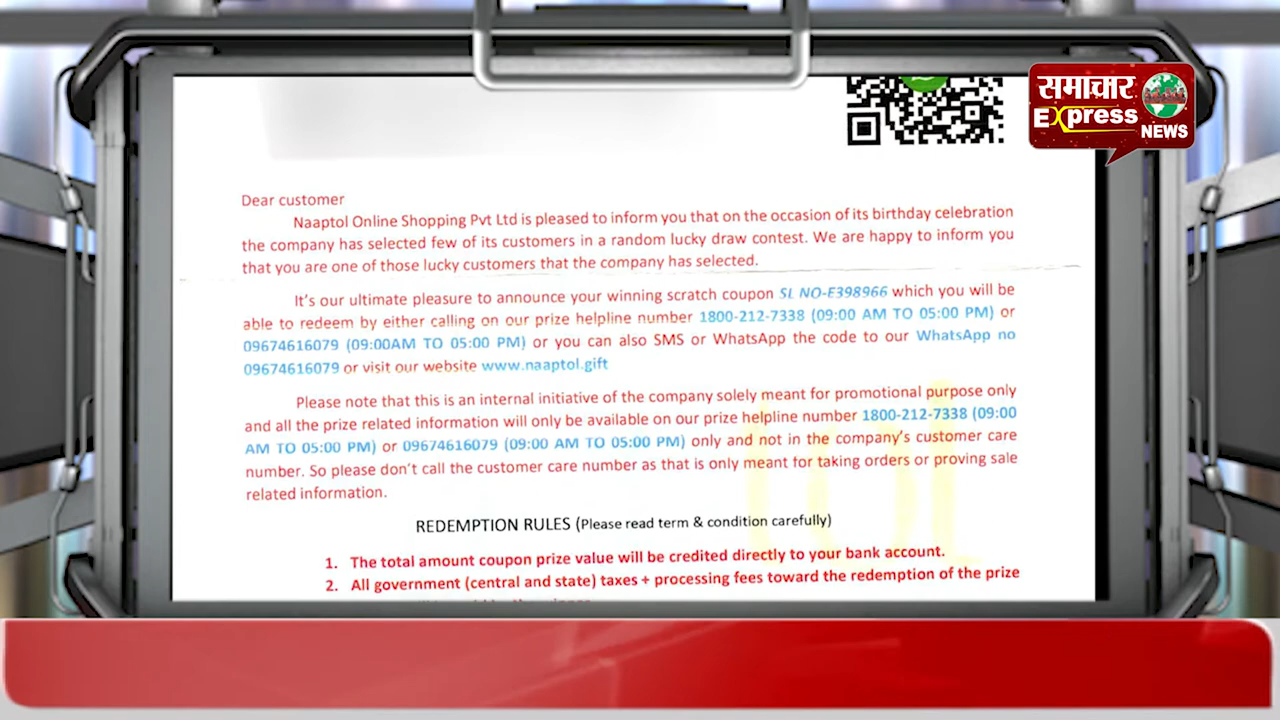 समाचार
Express
NEWS
Dear customer
Naaptol Online Shopping Pvt Ltd is pleased to inform you that on the occasion of its birthday celebration
the company has selected few of its customers in a random lucky draw contest. We are happy to inform you
that you are one of those lucky customers that the company has selected.
It's our ultimate pleasure to announce your winning scratch coupon SL NO-E398966 which you will be
able to redeem by either calling on our prize helpline number 1800-212-7338 (09:00 AM TO 05:00 PM) or
09674616079 (09:00AM TO 05:00 PM) or you can also SMS or WhatsApp the code to our WhatsApp no
09674616079 or visit our website www.naaptol.gift
Please note that this is an internal initiative of the company solely meant for promotional purpose only
and all the prize related information will only be available on our prize helpline number 1800-212-7338 (09:00
AM TO 05:00 PM) or 09674616079 (09:00 AM TO 05:00 PM) only and not in the company's customer care
number. So please don't call the customer care number as that is only meant for taking orders or proving sale
related information.
REDEMPTION RULES (Please read term & condition carefully)
1. The total amount coupon prize value will be credited directly to your bank account.
2. All government (central and state) taxes + processing fees toward the redemption of the prize